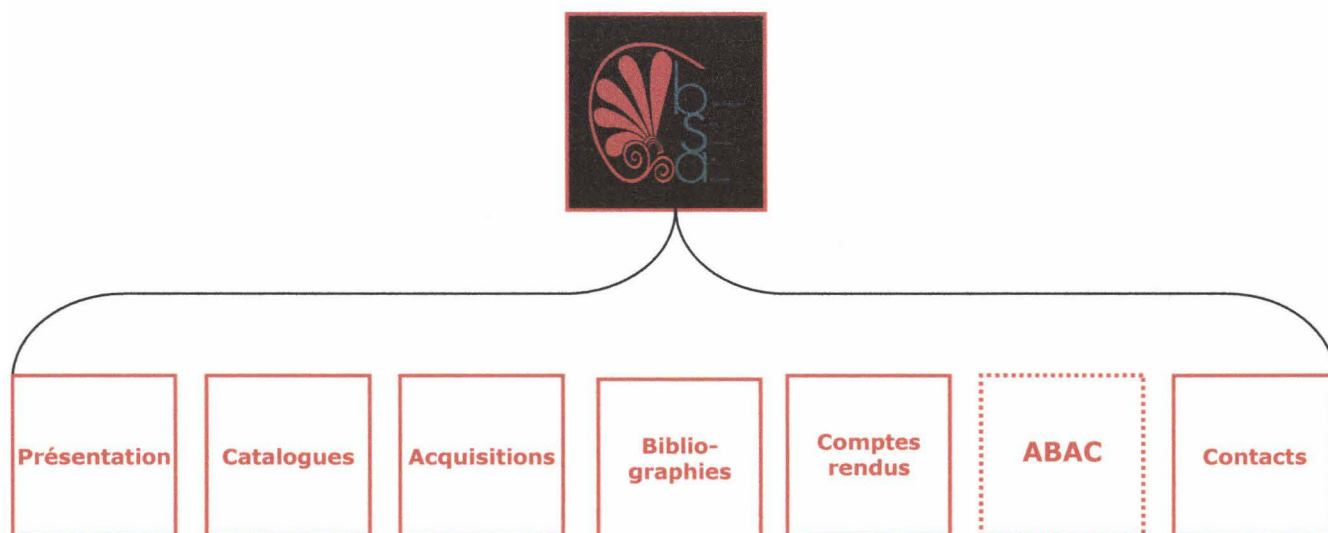 bsa
Présentation
Catalogues
Acquisitions
Biblio-
graphies
Comptes
rendus
ABAC
Contacts